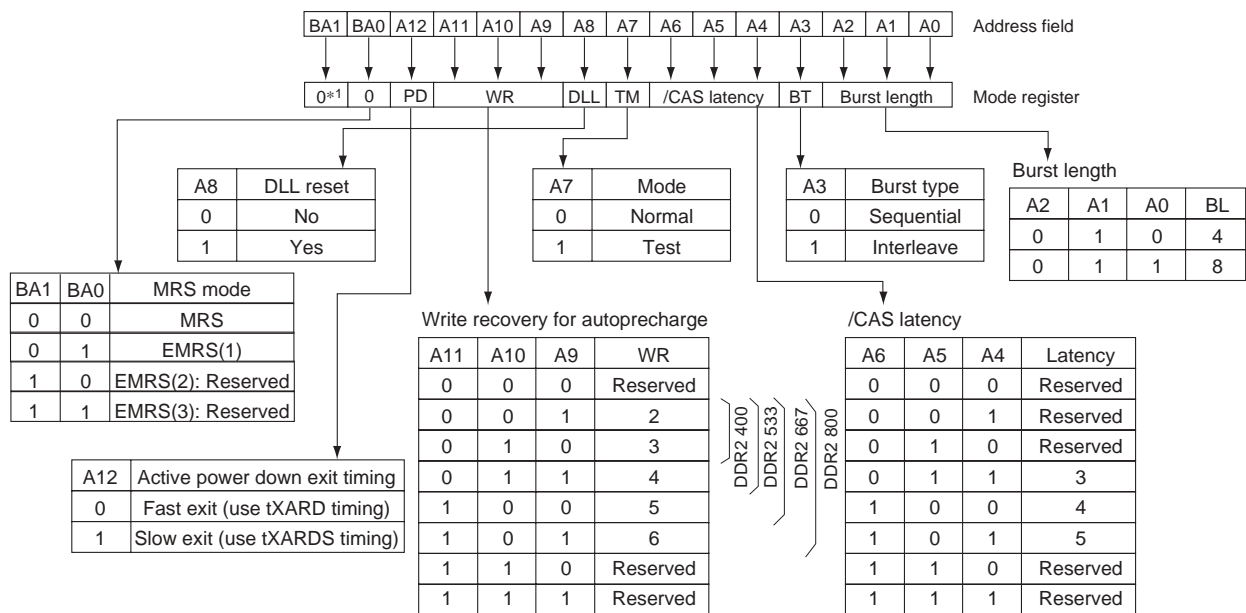 BA1 BA0 A12 A11 A10 A9 A8 A7 A6 A5 A4 A3 A2 A1 A0 Address field
0*1 0 PD WR DLL TM /CAS latency BT Burst length Mode register
A8 DLL reset
0 No
1 Yes
A7 Mode
0 Normal
1 Test
A3 Burst type
0 Sequential
1 Interleave
Burst length
A2 A1 A0 BL
0 1 0 4
0 1 1 8
BA1 BA0 MRS mode
0 0 MRS
0 1 EMRS(1)
1 0 EMRS(2): Reserved
1 1 EMRS(3): Reserved
A12 Active power down exit timing
0 Fast exit (use tXARD timing)
1 Slow exit (use tXARDS timing)
Write recovery for autoprecharge
A11 A10 A9 WR
0 0 0 Reserved
0 0 1 2
0 1 0 3
0 1 1 4
1 0 0 5
1 0 1 6
1 1 0 Reserved
1 1 1 Reserved
DDR2 400
DDR2 533
DDR2 667
DDR2 800
/CAS latency
A6 A5 A4 Latency
0 0 0 Reserved
0 0 1 Reserved
0 1 0 Reserved
0 1 1 3
1 0 0 4
1 0 1 5
1 1 0 Reserved
1 1 1 Reserved